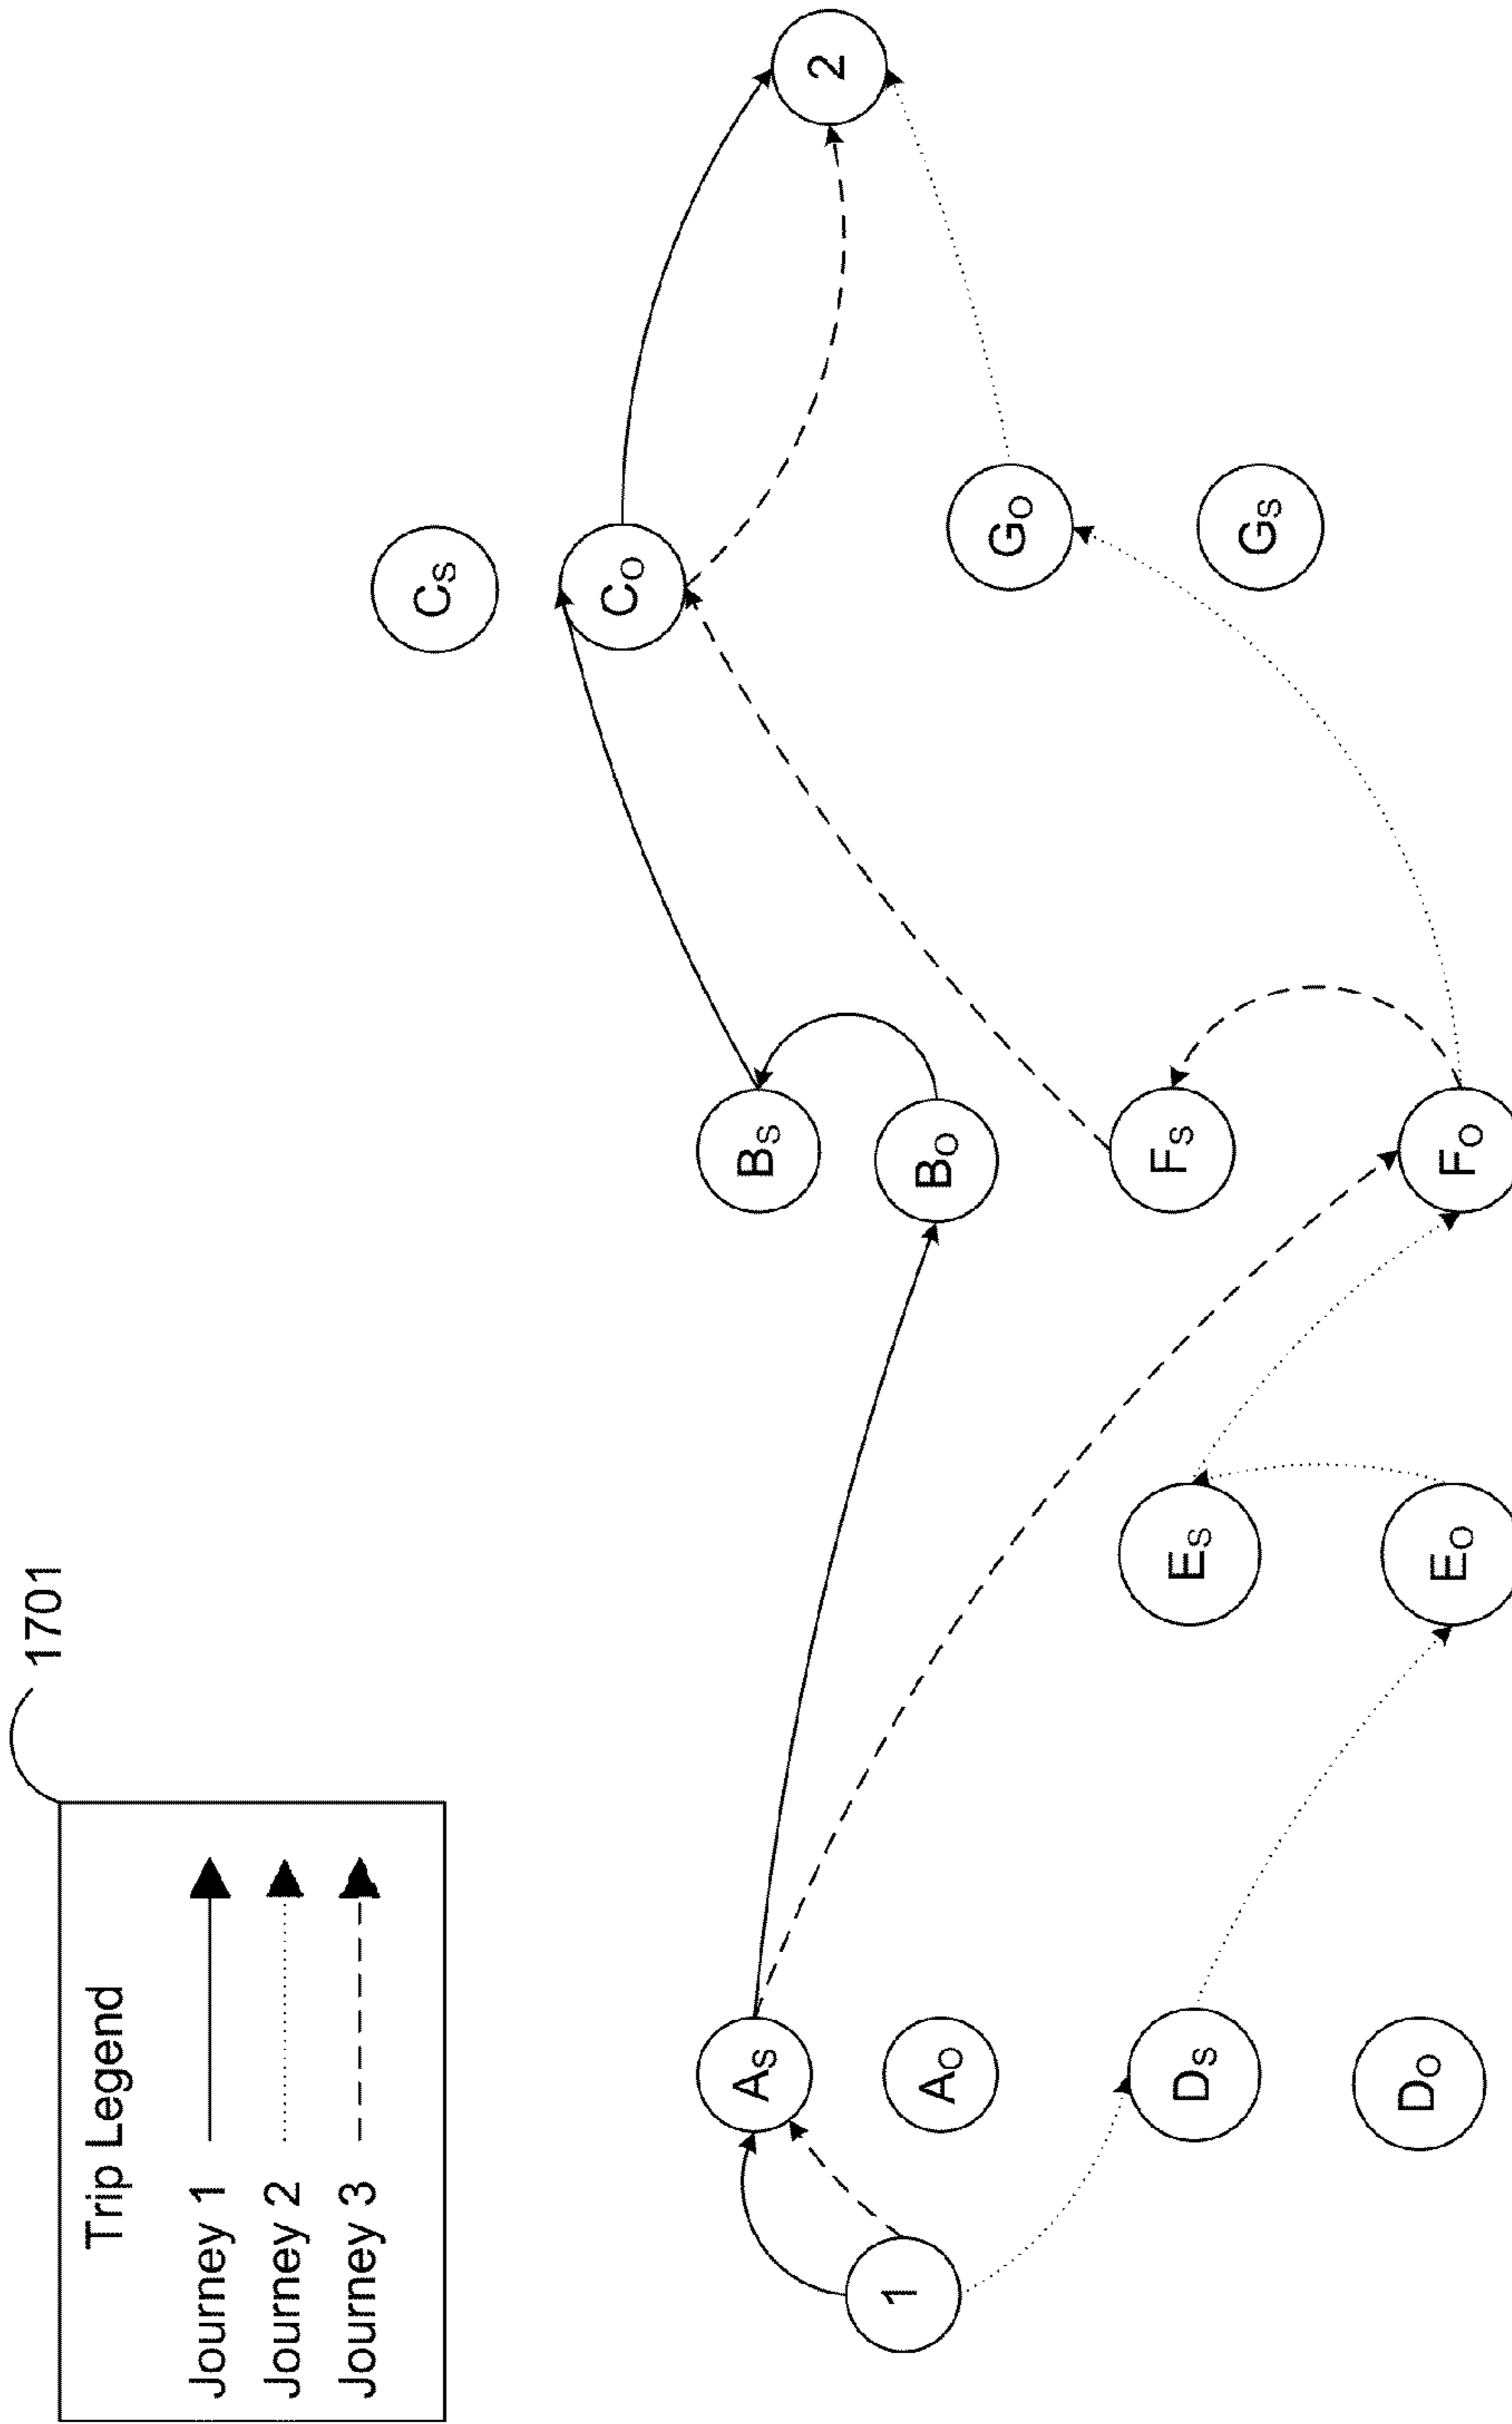 1701
Trip Legend
Journey 1
Journey 2
Journey 3
CS
CO
2
BS
BO
GO
GS
AS
AO
1
ES
EO
FS
FO
DS
DO